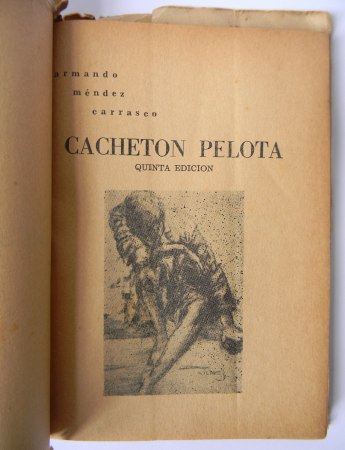 armando
méndez
carrasco
CACHETON PELOTA
QUINTA EDICION